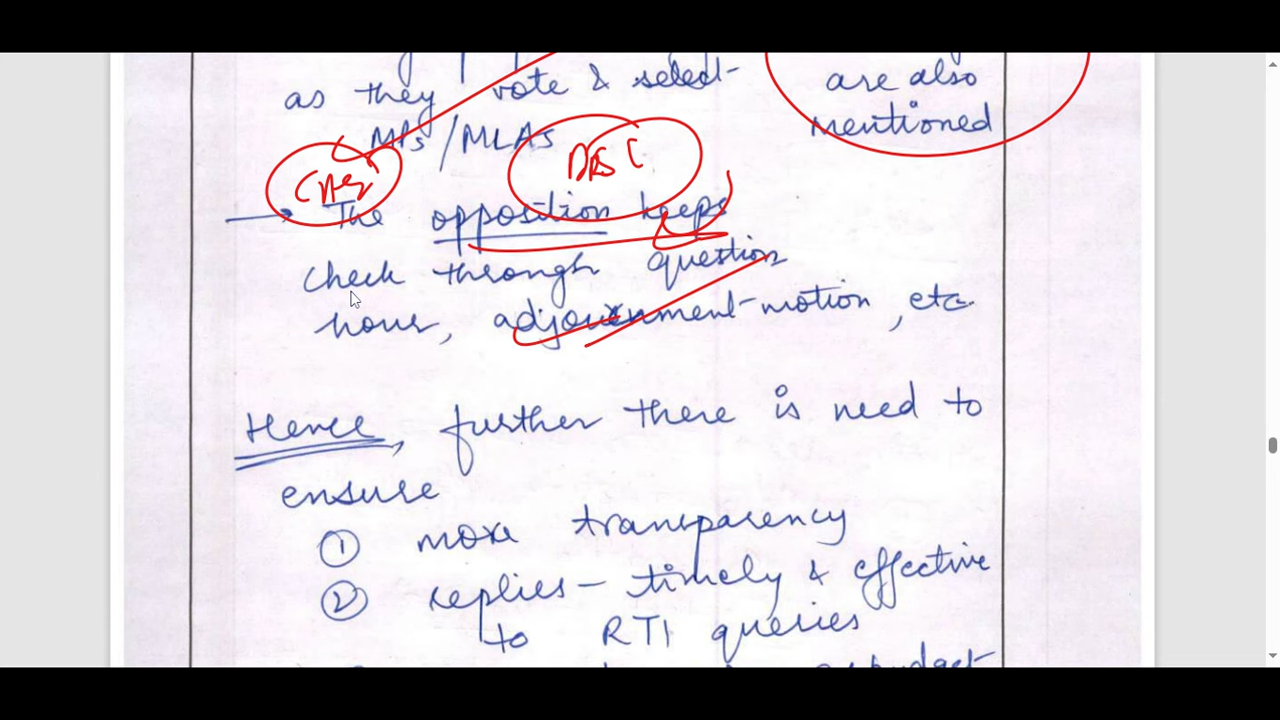 as they vote & select
MPs/MLAs
are also
mentioned
The opposition keeps
check through question
hour, adjournment-motion, etc
Hence, further there is need to
ensure
① more transparency
② replies - timely & effective
to RTI queries
budget